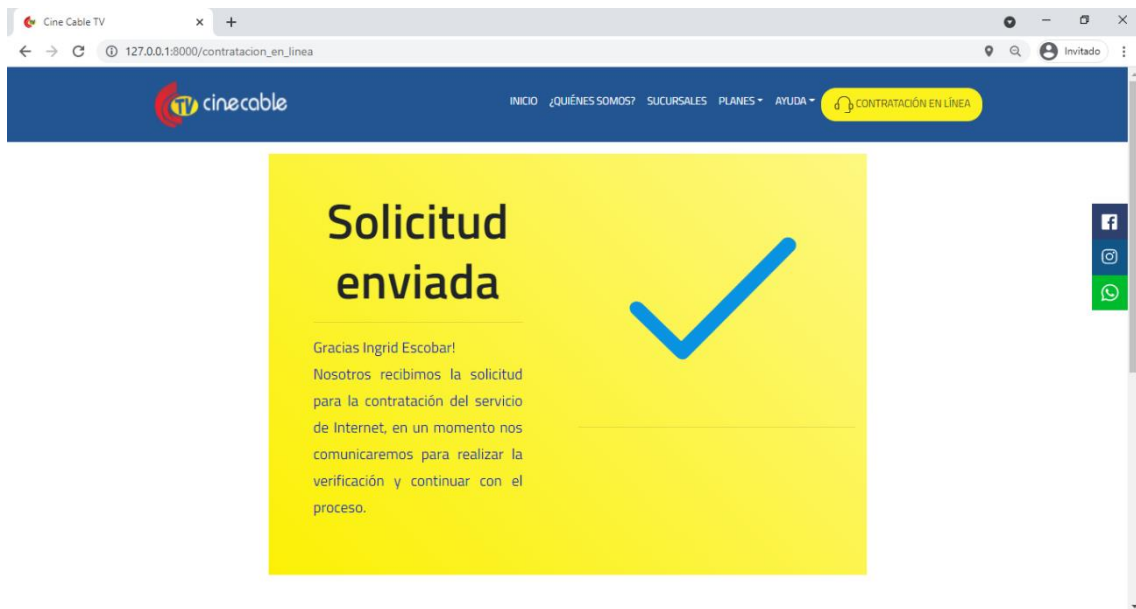 Cine Cable TV
127.0.0.1:8000/contratacion_en_linea
Invitado
TV cinecable
INICIO ¿QUIÉNES SOMOS? SUCURSALES PLANES AYUDA CONTRATACIÓN EN LÍNEA
Solicitud
enviada
Gracias Ingrid Escobar!
Nosotros recibimos la solicitud
para la contratación del servicio
de Internet, en un momento nos
comunicaremos para realizar la
verificación y continuar con el
proceso.